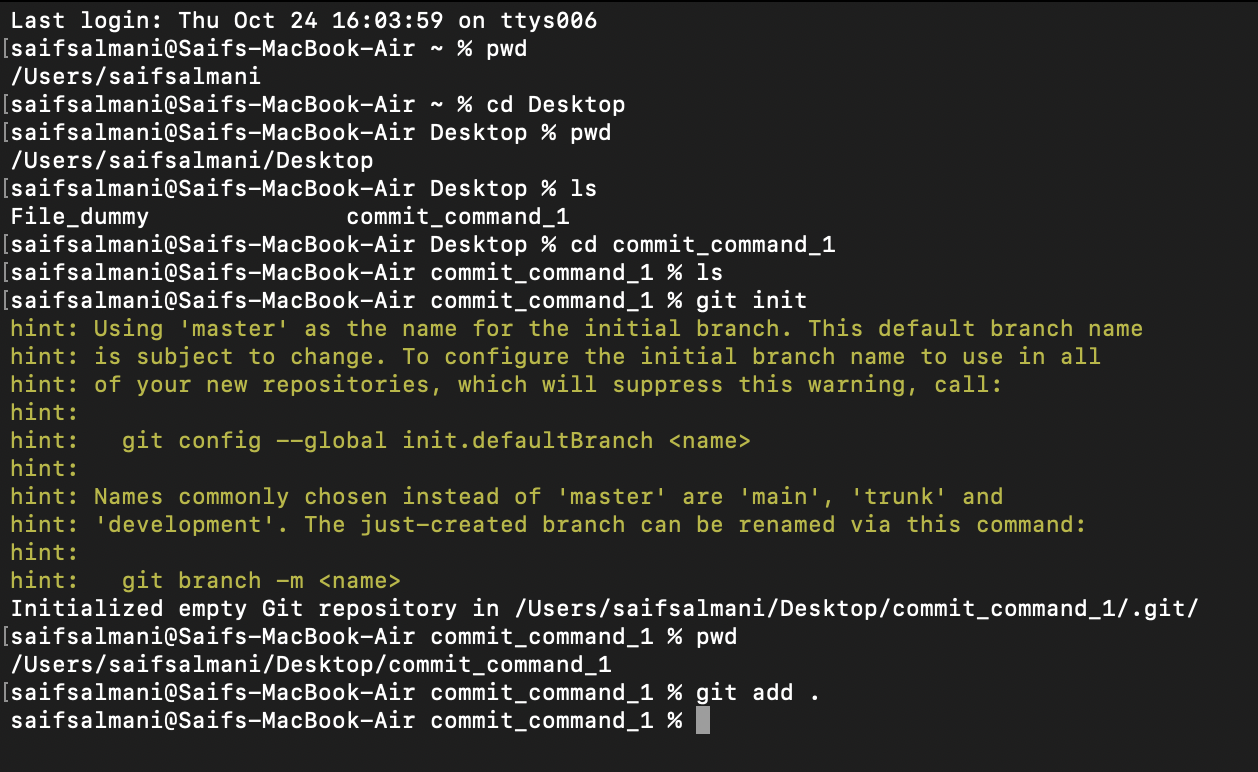 Last login: Thu Oct 24 16:03:59 on ttys006
[saifsalmani@Saifs-MacBook-Air ~ % pwd
/Users/saifsalmani
[saifsalmani@Saifs-MacBook-Air ~ % cd Desktop
[saifsalmani@Saifs-MacBook-Air Desktop % pwd
/Users/saifsalmani/Desktop
[saifsalmani@Saifs-MacBook-Air Desktop % ls
File_dummy              commit_command_1
[saifsalmani@Saifs-MacBook-Air Desktop % cd commit_command_1
[saifsalmani@Saifs-MacBook-Air commit_command_1 % ls
[saifsalmani@Saifs-MacBook-Air commit_command_1 % git init
hint: Using 'master' as the name for the initial branch. This default branch name
hint: is subject to change. To configure the initial branch name to use in all
hint: of your new repositories, which will suppress this warning, call:
hint:
hint:   git config --global init.defaultBranch <name>
hint:
hint: Names commonly chosen instead of 'master' are 'main', 'trunk' and
hint: 'development'. The just-created branch can be renamed via this command:
hint:
hint:   git branch -m <name>
Initialized empty Git repository in /Users/saifsalmani/Desktop/commit_command_1/.git/
[saifsalmani@Saifs-MacBook-Air commit_command_1 % pwd
/Users/saifsalmani/Desktop/commit_command_1
[saifsalmani@Saifs-MacBook-Air commit_command_1 % git add .
saifsalmani@Saifs-MacBook-Air commit_command_1 %